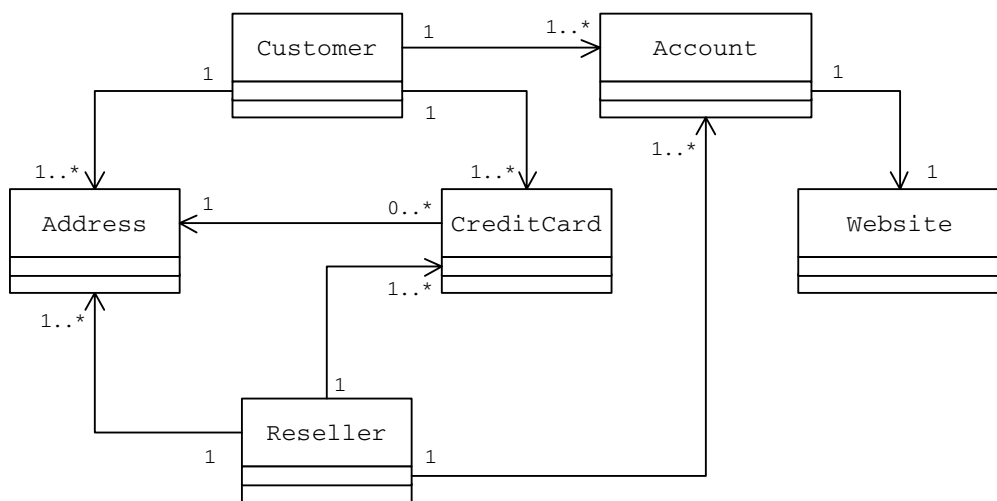 Customer
1
1..*
Account
1
1
1
1..*
1..*
1..*
1
Address
1
0..*
CreditCard
Website
1..*
1..*
1
Reseller
1
1